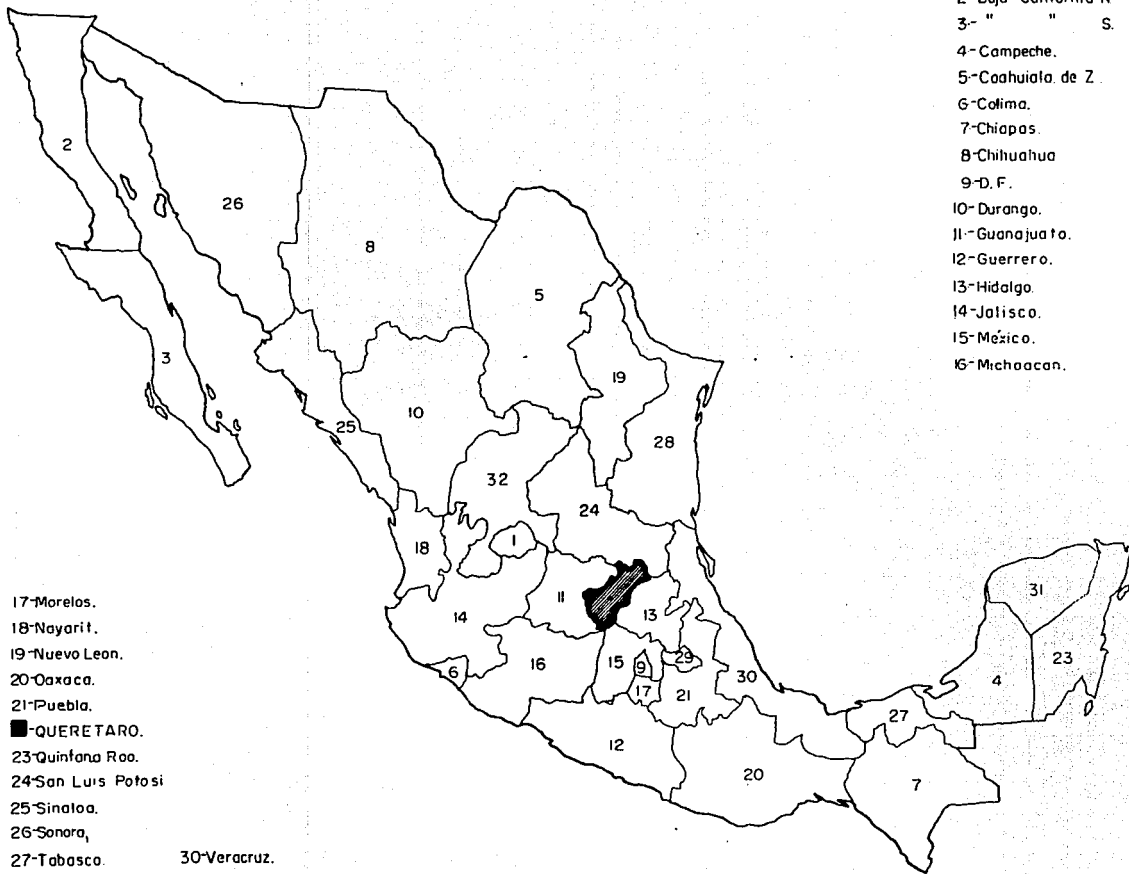 3-- " " S.
4-Campeche.
5-Coahuiala. de Z.
6-Colima.
7-Chiapas.
8-Chihuahua
9-D.F.
10-Durango.
11--Guanajuato.
12-Guerrero.
13-Hidalgo.
14-Jalisco.
15-México.
16-Michoacan.
2
26
8
5
3
19
10
25
28
32
24
18
1
11
13
14
31
16
15
9
29
23
6
17
21
30
4
27
12
20
7
17-Morelos.
18-Nayarit.
19-Nuevo Leon.
20-Oaxaca.
21-Puebla.
-QUERETARO.
23-Quintana Roo.
24-San Luis Potosi
25-Sinaloa.
26-Sonora,
27-Tabasco. 30-Veracruz.